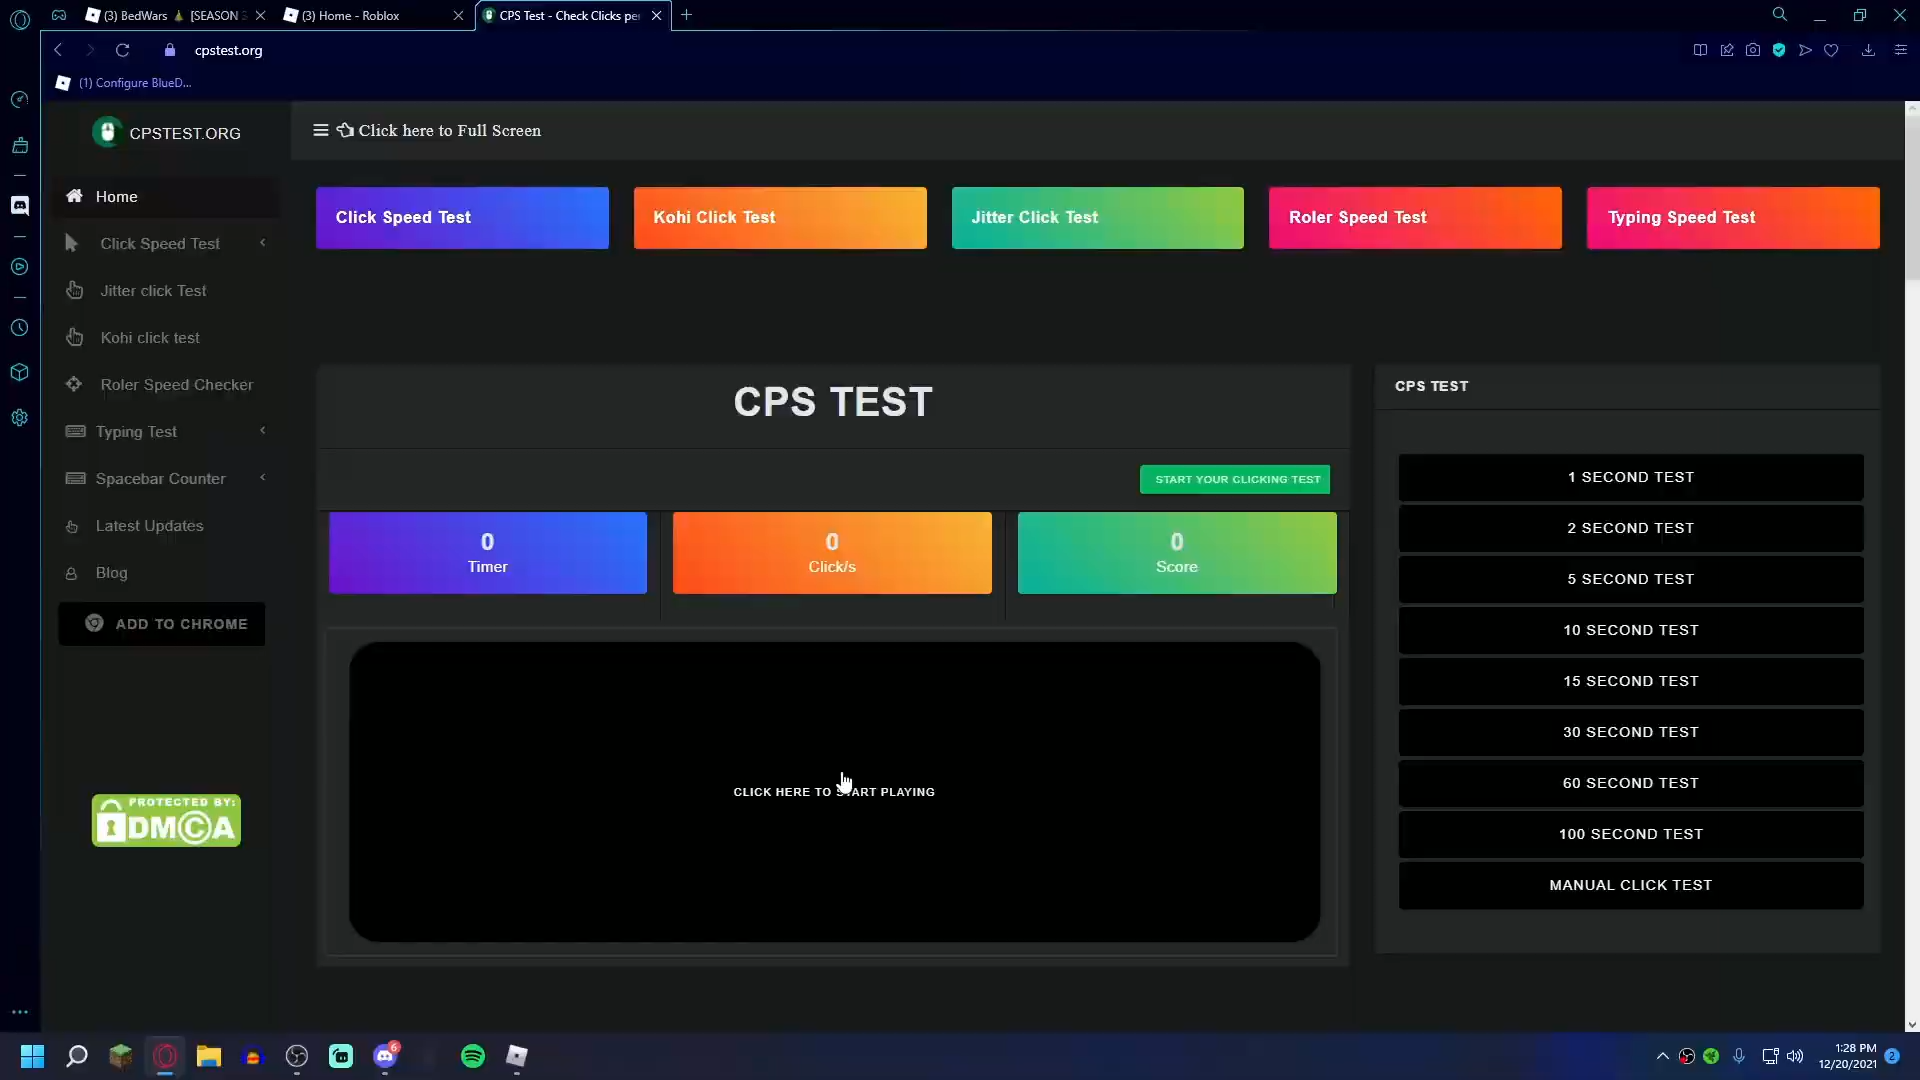 (3) BedWars 🎄 [SEASON
(3) Home - Roblox
CPS Test - Check Clicks per
cpstest.org
(1) Configure BlueD...
CPSTEST.ORG
Click here to Full Screen
Home
Click Speed Test
Jitter click Test
Kohi click test
Roler Speed Checker
Typing Test
Spacebar Counter
Latest Updates
Blog
ADD TO CHROME
PROTECTED BY:
DMCA
Click Speed Test
Kohi Click Test
Jitter Click Test
Roler Speed Test
Typing Speed Test
CPS TEST
START YOUR CLICKING TEST
0
Timer
0
Click/s
0
Score
CLICK HERE TO START PLAYING
CPS TEST
1 SECOND TEST
2 SECOND TEST
5 SECOND TEST
10 SECOND TEST
15 SECOND TEST
30 SECOND TEST
60 SECOND TEST
100 SECOND TEST
MANUAL CLICK TEST
6
1:28 PM
12/20/2021
2